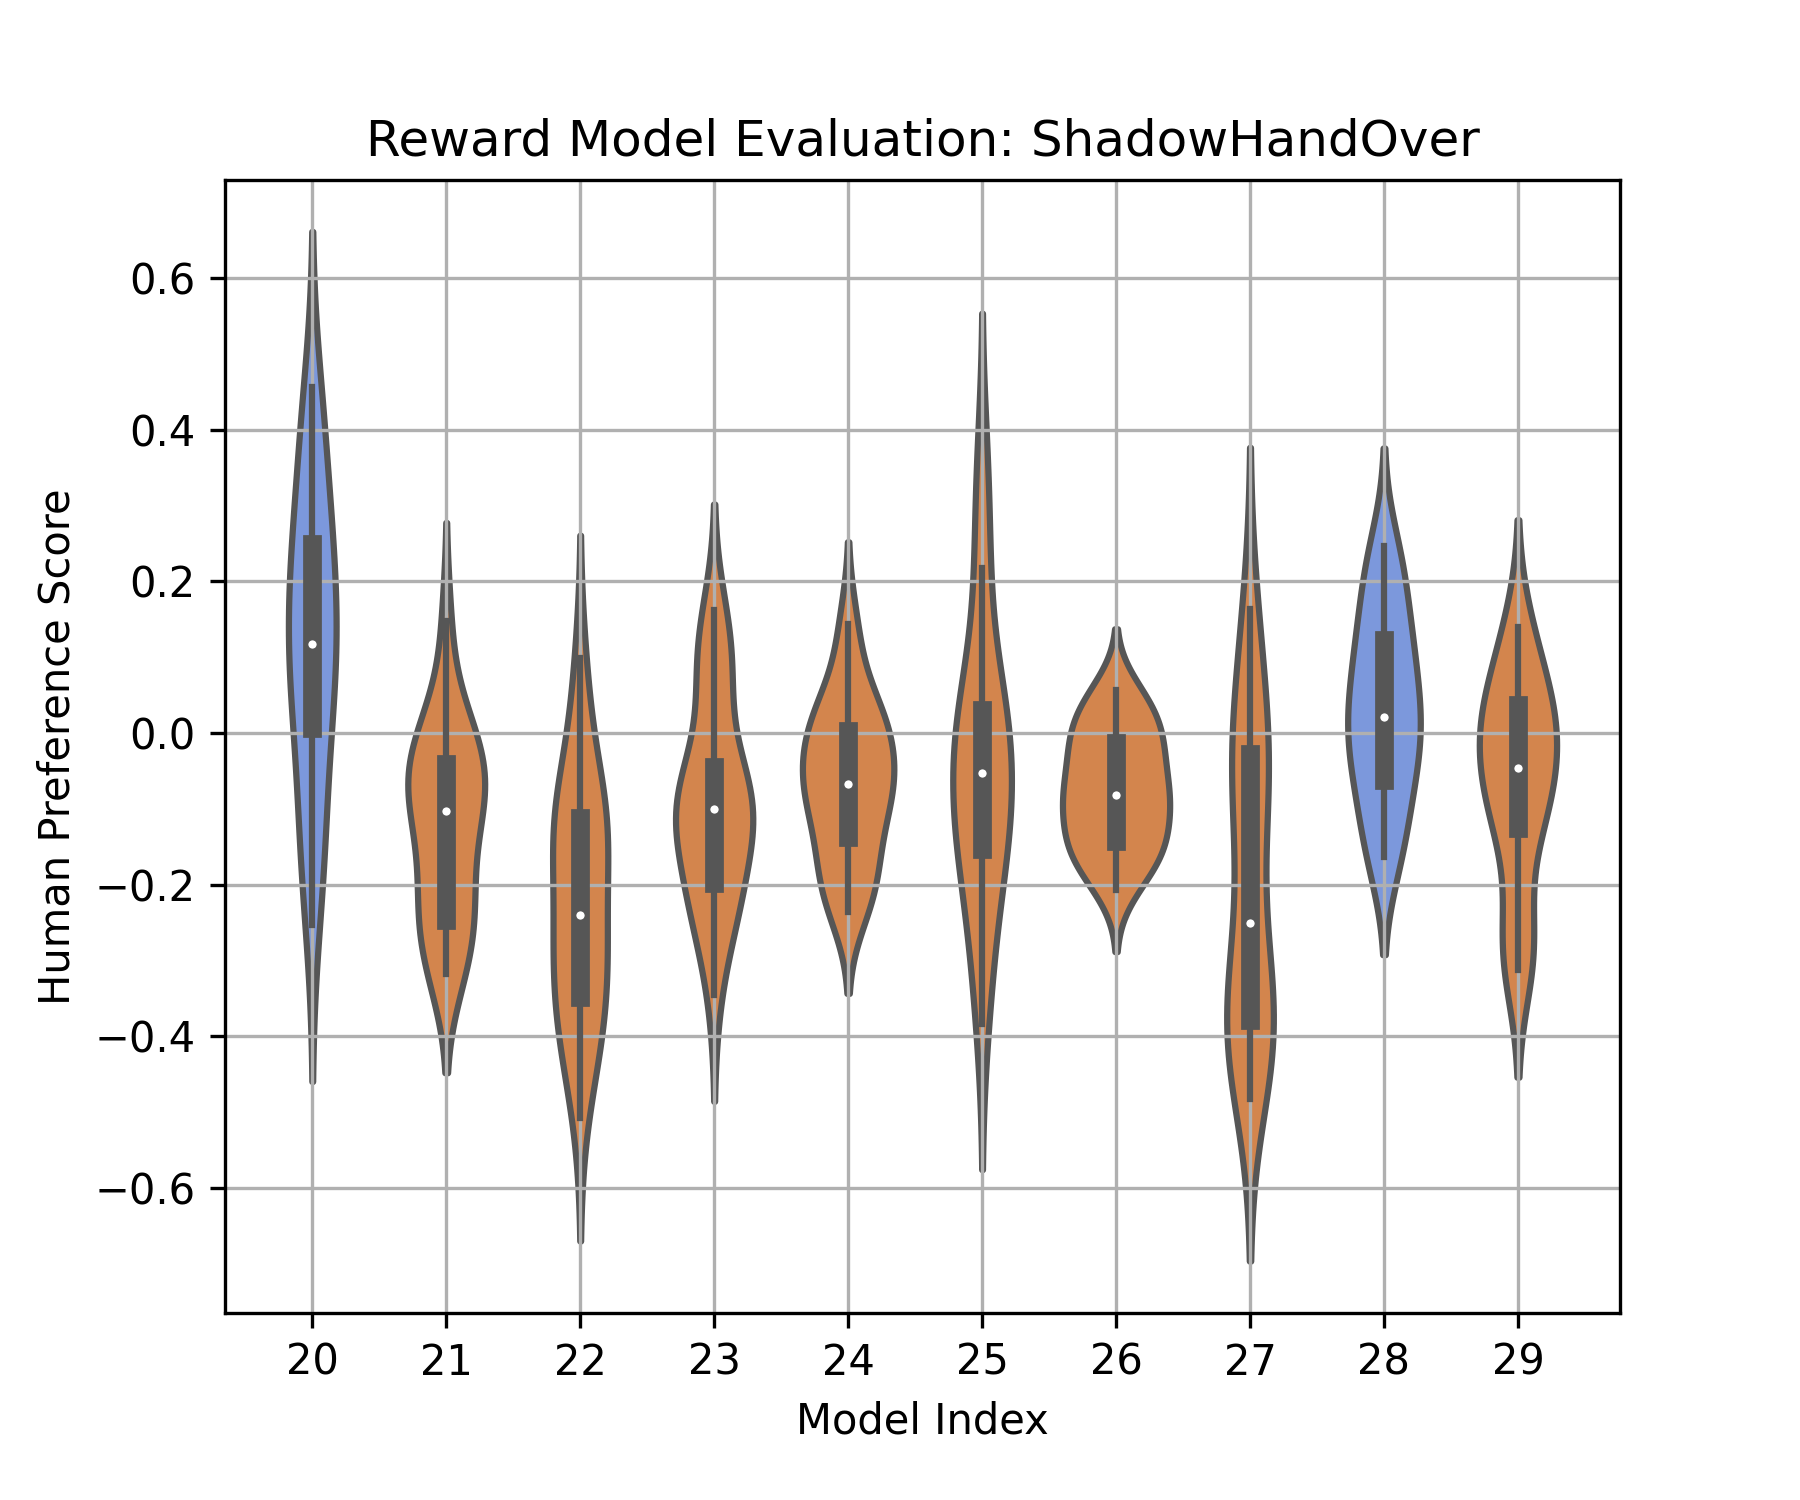 Reward Model Evaluation: ShadowHandOver
Human Preference Score
0.6
0.4
0.2
0.0
−0.2
−0.4
−0.6
20 21 22 23 24 25 26 27 28 29
Model Index